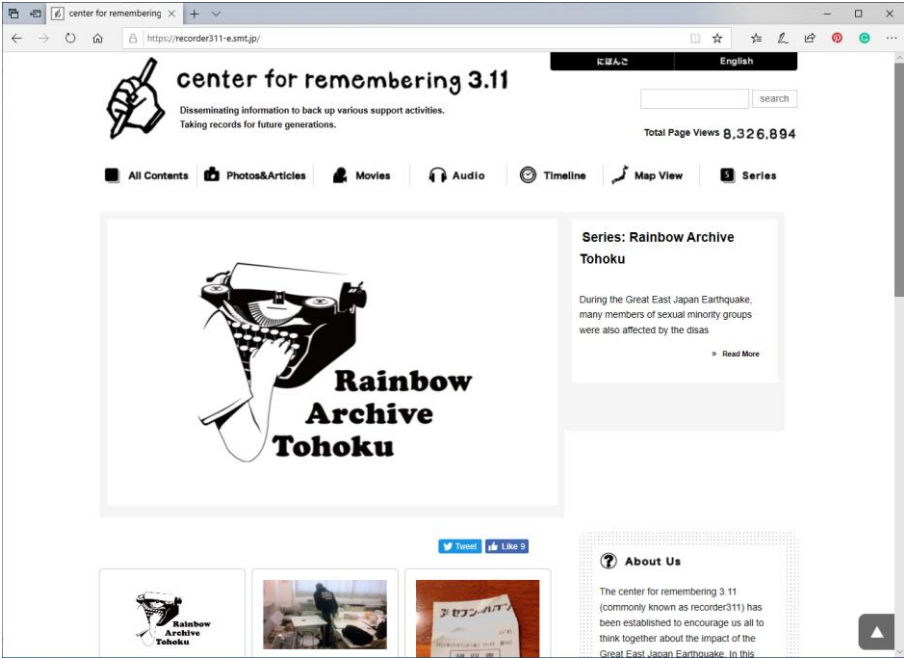 center for remembering
https://recorder311-e.smt.jp/
center for remembering 3.11
Disseminating information to back up various support activities.
Taking records for future generations.
にほんご
English
search
Total Page Views 8,326,894
All Contents
Photos&Articles
Movies
Audio
Timeline
Map View
Series
Rainbow
Archive
Tohoku
Series: Rainbow Archive
Tohoku
During the Great East Japan Earthquake,
many members of sexual minority groups
were also affected by the disas
» Read More
Tweet
Like 9
Rainbow
Archive
Tohoku
? About Us
The center for remembering 3.11
(commonly known as recorder311) has
been established to encourage us all to
think together about the impact of the
Great East Japan Earthquake. In this